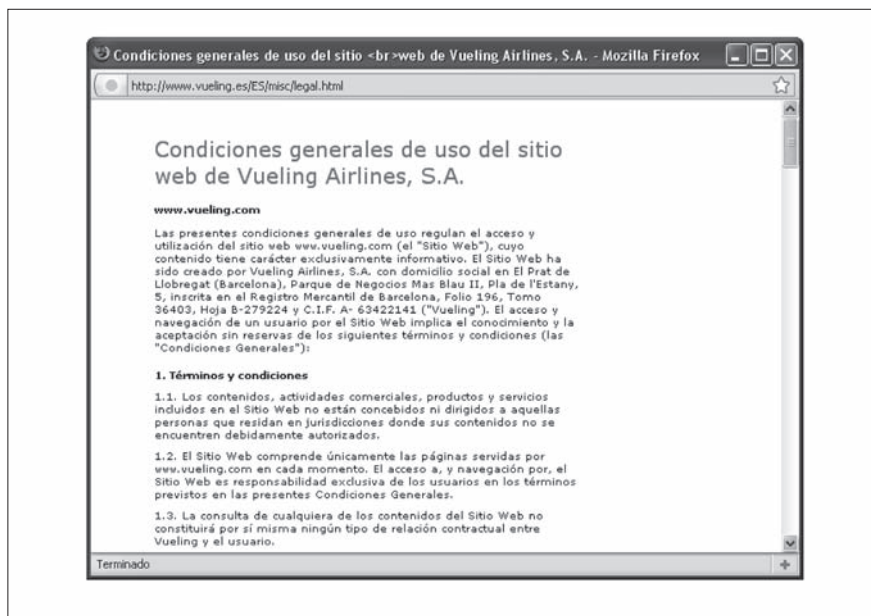 Condiciones generales de uso del sitio <br>web de Vueling Airlines, S.A. - Mozilla Firefox
http://www.vueling.es/ES/misc/legal.html
Condiciones generales de uso del sitio
web de Vueling Airlines, S.A.
www.vueling.com
Las presentes condiciones generales de uso regulan el acceso y
utilización del sitio web www.vueling.com (el "Sitio Web"), cuyo
contenido tiene carácter exclusivamente informativo. El Sitio Web ha
sido creado por Vueling Airlines, S.A. con domicilio social en El Prat de
Llobregat (Barcelona), Parque de Negocios Mas Blau II, Pla de l'Estany,
5, inscrita en el Registro Mercantil de Barcelona, Folio 196, Tomo
36403, Hoja B-279224 y C.I.F. A- 63422141 ("Vueling"). El acceso y
navegación de un usuario por el Sitio Web implica el conocimiento y la
aceptación sin reservas de los siguientes términos y condiciones (las
"Condiciones Generales"):
1. Términos y condiciones
1.1. Los contenidos, actividades comerciales, productos y servicios
incluidos en el Sitio Web no están concebidos ni dirigidos a aquellas
personas que residan en jurisdicciones donde sus contenidos no se
encuentren debidamente autorizados.
1.2. El Sitio Web comprende únicamente las páginas servidas por
www.vueling.com en cada momento. El acceso a, y navegación por, el
Sitio Web es responsabilidad exclusiva de los usuarios en los términos
previstos en las presentes Condiciones Generales.
1.3. La consulta de cualquiera de los contenidos del Sitio Web no
constituirá por sí misma ningún tipo de relación contractual entre
Vueling y el usuario.
Terminado